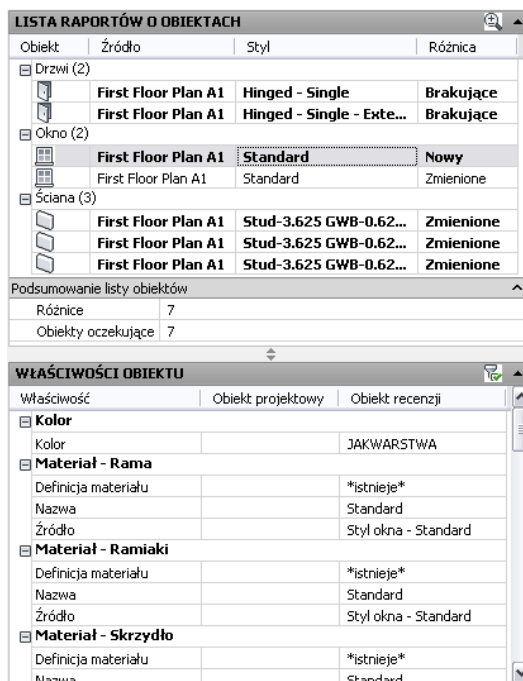 LISTA RAPORTÓW O OBIEKTACH
Obiekt Źródło Styl Różnica
Drzwi (2)
First Floor Plan A1 Hinged - Single Brakujące
First Floor Plan A1 Hinged - Single - Exte... Brakujące
Okno (2)
First Floor Plan A1 Standard Nowy
First Floor Plan A1 Standard Zmienione
Ściana (3)
First Floor Plan A1 Stud-3.625 GWB-0.62... Zmienione
First Floor Plan A1 Stud-3.625 GWB-0.62... Zmienione
First Floor Plan A1 Stud-3.625 GWB-0.62... Zmienione
Podsumowanie listy obiektów
Różnice 7
Obiekty oczekujące 7
WŁAŚCIWOŚCI OBIEKTU
Właściwość Obiekt projektowy Obiekt recenzji
Kolor
Kolor JAKWARSTWA
Materiał - Rama
Definicja materiału *istnieje*
Nazwa Standard
Źródło Styl okna - Standard
Materiał - Ramiaki
Definicja materiału *istnieje*
Nazwa Standard
Źródło Styl okna - Standard
Materiał - Skrzydło
Definicja materiału *istnieje*
Nazwa Standard